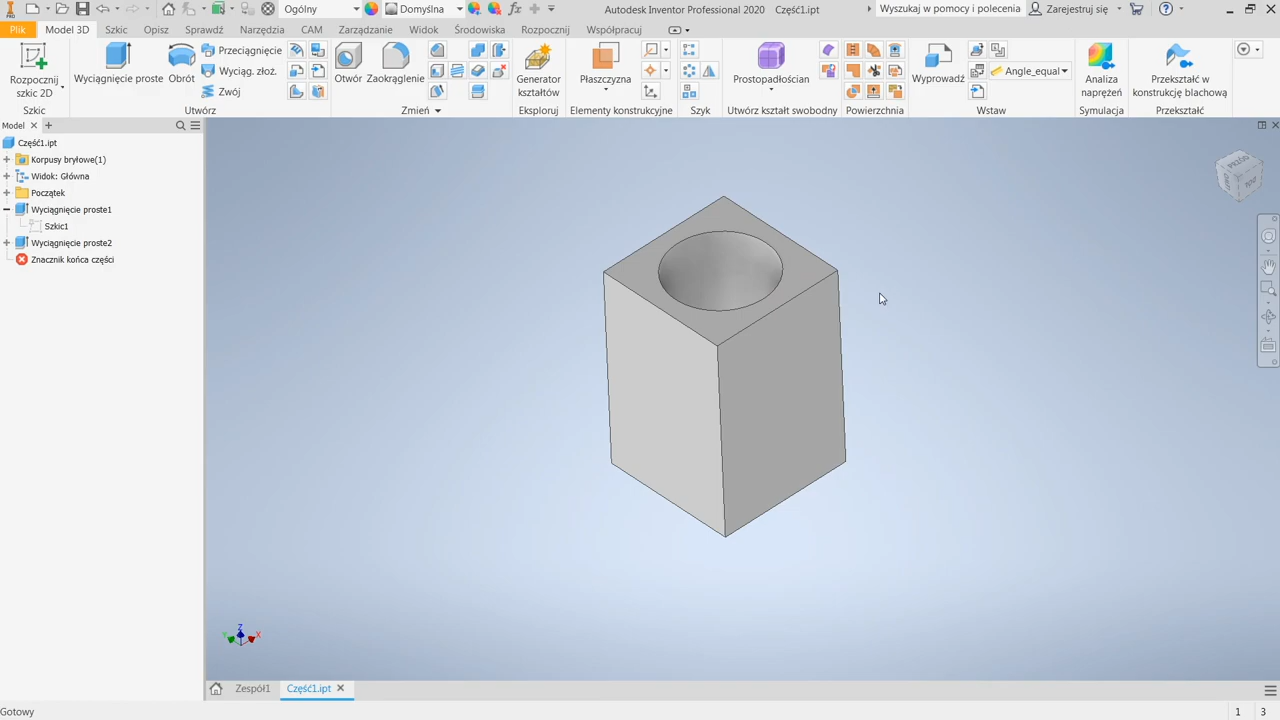 Ogólny
Domyślna
Autodesk Inventor Professional 2020 Część1.ipt
Wyszukaj w pomocy i polecenia
Zarejestruj się
Plik
Model 3D
Szkic
Opisz
Sprawdź
Narzędzia
CAM
Zarządzanie
Widok
Środowiska
Rozpocznij
Współpracuj
Rozpocznij
szkic 2D
Wyciągnięcie proste
Obrót
Przeciągnięcie
Wyciąg. złoż.
Zwój
Otwór
Zaokrąglenie
Generator
kształtów
Płaszczyzna
Prostopadłościan
Wyprowadź
Angle_equal
Analiza
naprężeń
Przekształć w
konstrukcję blachową
Szkic
Utwórz
Zmień
Eksploruj
Elementy konstrukcyjne
Szyk
Utwórz kształt swobodny
Powierzchnia
Wstaw
Symulacja
Przekształć
Model
Część1.ipt
Korpusy bryłowe(1)
Widok: Główna
Początek
Wyciągnięcie proste1
Szkic1
Wyciągnięcie proste2
Znacznik końca części
Z
X
Zespół1
Część1.ipt
Gotowy
1
3